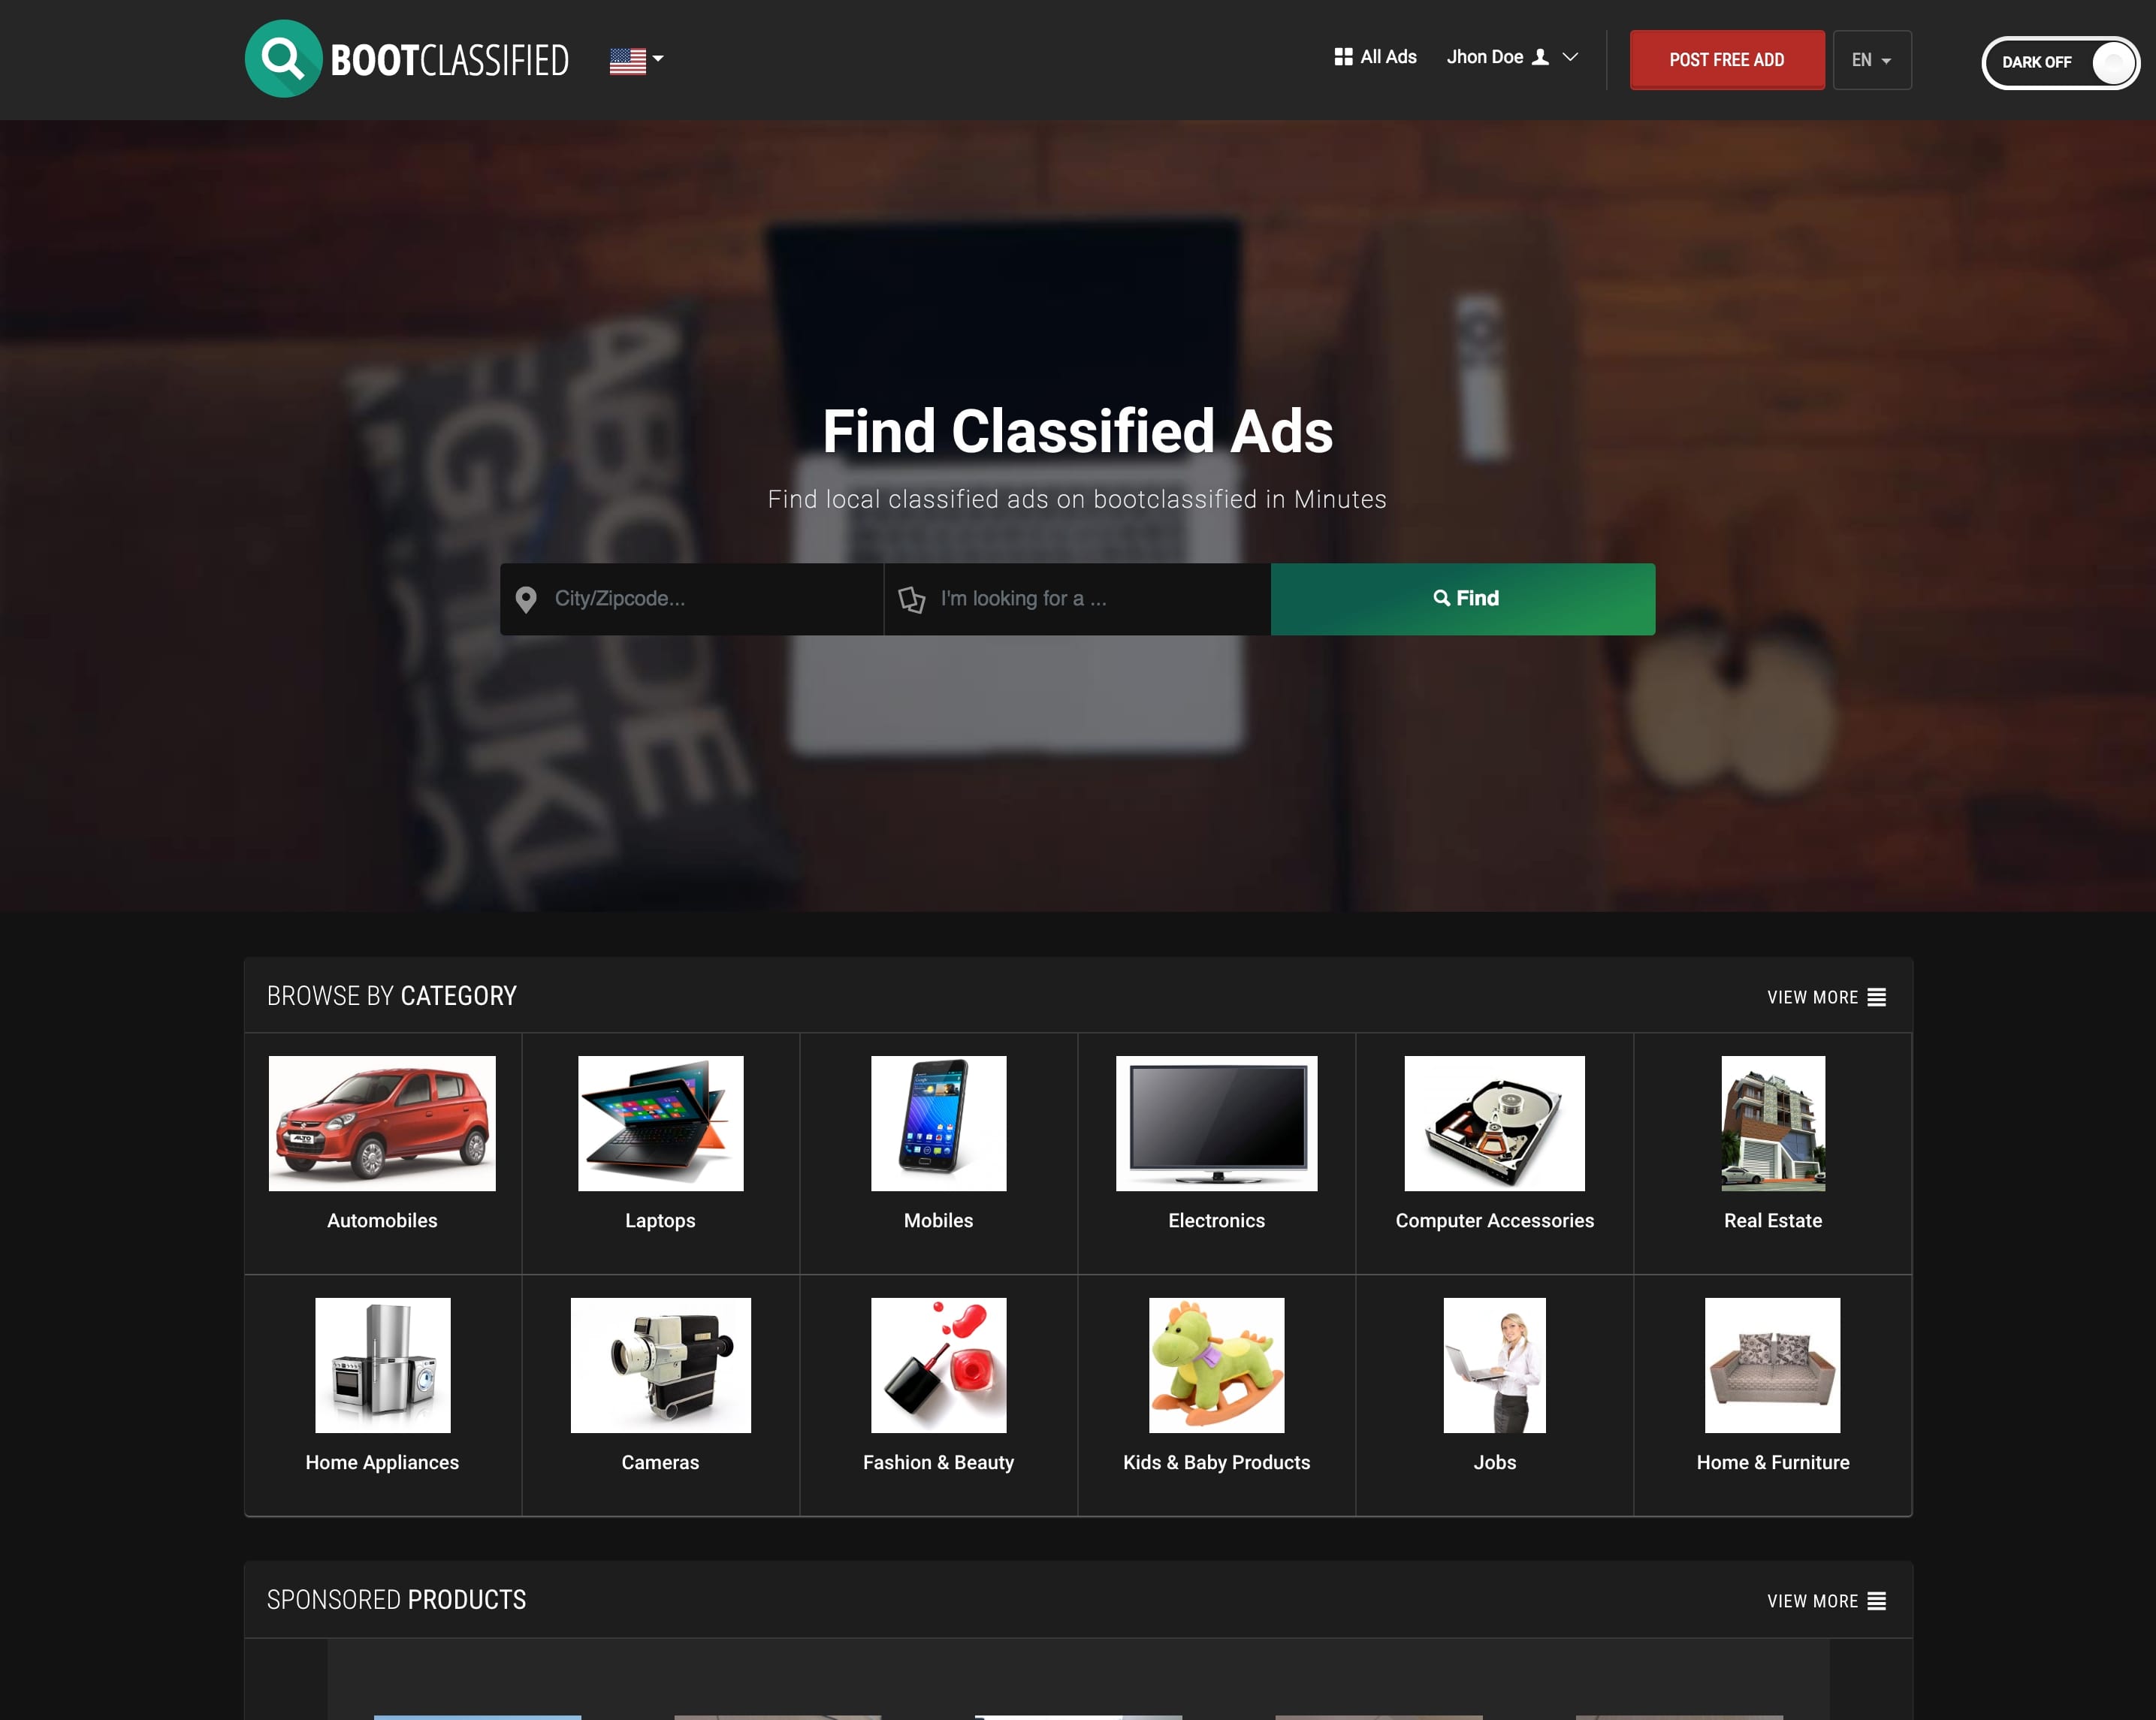 BOOTCLASSIFIED
All Ads
Jhon Doe
POST FREE ADD
EN
DARK OFF
Find Classified Ads
Find local classified ads on bootclassified in Minutes
City/Zipcode...
I'm looking for a ...
Find
BROWSE BY CATEGORY
VIEW MORE
ALTO
Automobiles
Laptops
Mobiles
Electronics
Computer Accessories
Real Estate
Home Appliances
Cameras
Fashion & Beauty
Kids & Baby Products
Jobs
Home & Furniture
SPONSORED PRODUCTS
VIEW MORE